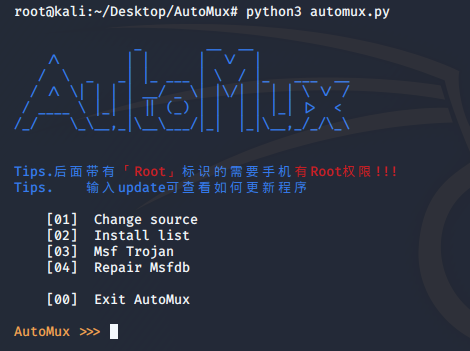 root@kali:~/Desktop/AutoMux# python3 automux.py
AutoMux
Tips.后面带有「Root」标识的需要手机有Root权限!!!
Tips. 输入update可查看如何更新程序
[01] Change source
[02] Install list
[03] Msf Trojan
[04] Repair Msfdb
[00] Exit AutoMux
AutoMux >>>